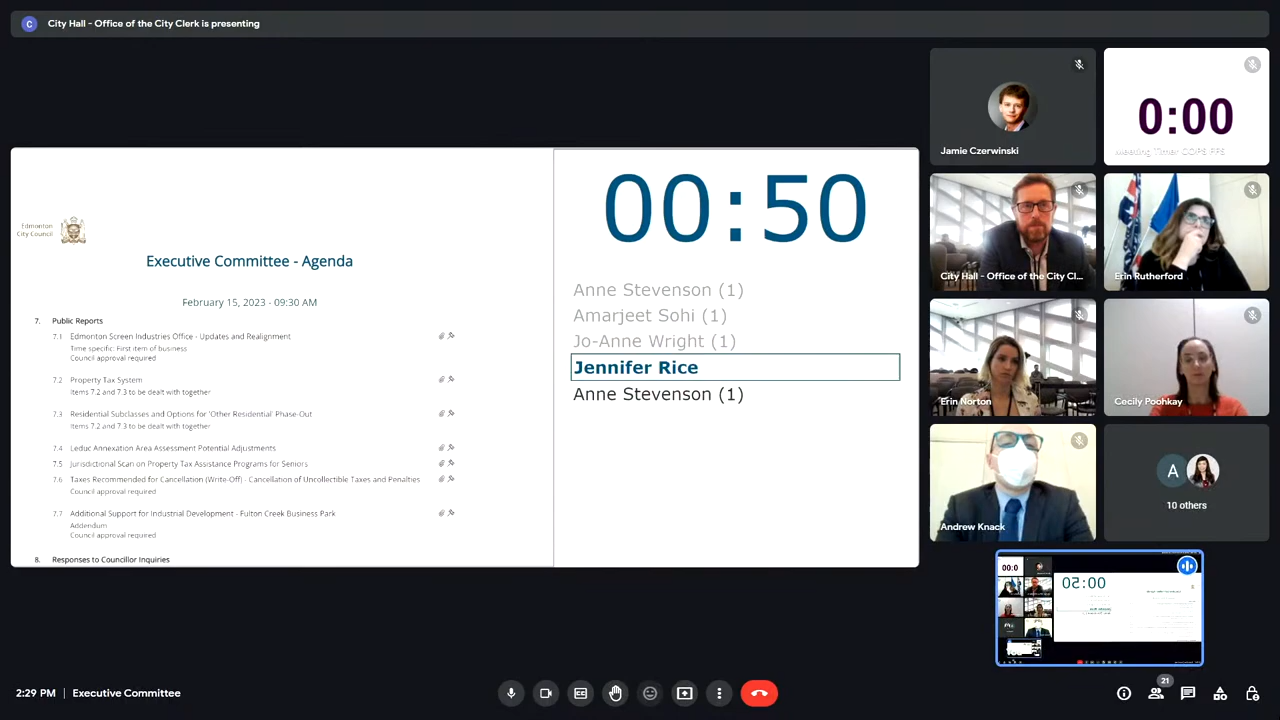 C City Hall - Office of the City Clerk is presenting
Edmonton
City Council
Executive Committee - Agenda
February 15, 2023 - 09:30 AM
7. Public Reports
7.1 Edmonton Screen Industries Office - Updates and Realignment
Time specific: First item of business
Council approval required
7.2 Property Tax System
Items 7.2 and 7.3 to be dealt with together
7.3 Residential Subclasses and Options for 'Other Residential' Phase-Out
Items 7.2 and 7.3 to be dealt with together
7.4 Leduc Annexation Area Assessment Potential Adjustments
7.5 Jurisdictional Scan on Property Tax Assistance Programs for Seniors
7.6 Taxes Recommended for Cancellation (Write-Off) - Cancellation of Uncollectible Taxes and Penalties
Council approval required
7.7 Additional Support for Industrial Development - Fulton Creek Business Park
Addendum
Council approval required
8. Responses to Councillor Inquiries
00:50
Anne Stevenson (1)
Amarjeet Sohi (1)
Jo-Anne Wright (1)
Jennifer Rice
Anne Stevenson (1)
Jamie Czerwinski
0:00
Meeting Timer
City Hall - Office of the City Cl...
Erin Rutherford
Erin Norton
Cecily Poohkay
Andrew Knack
A
10 others
00:0
00:50
2:29 PM | Executive Committee
21